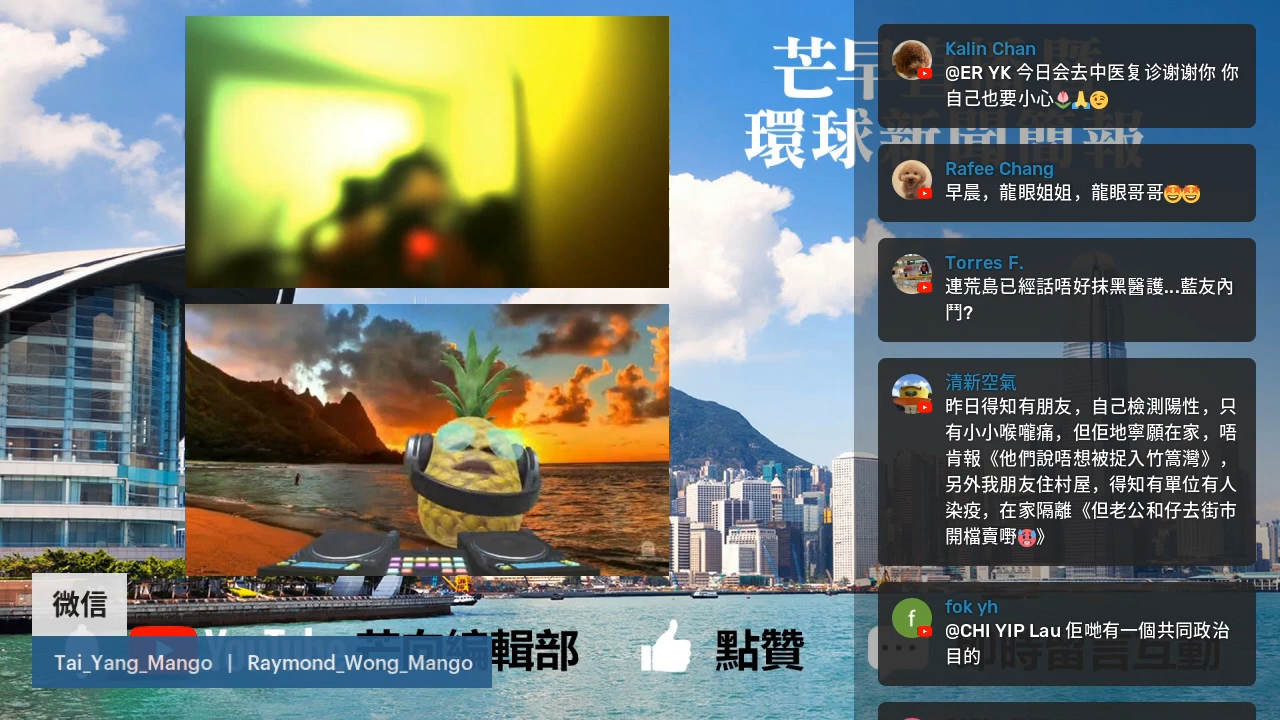 環球新聞簡報
Kalin Chan
@ER YK 今日会去中医复诊谢谢你 你
自己也要小心🌷🙏😉
Rafee Chang
早晨，龍眼姐姐，龍眼哥哥🤩🤩
Torres F.
連荒島已經話唔好抹黑醫護...藍友內
鬥?
清新空氣
昨日得知有朋友，自己檢測陽性，只
有小小喉嚨痛，但佢地寧願在家，唔
肯報《他們說唔想被捉入竹篙灣》，
另外我朋友住村屋，得知有單位有人
染疫，在家隔離《但老公和仔去街市
開檔賣嘢🥵》
f
fok yh
@CHI YIP Lau 佢哋有一個共同政治
目的
微信
輯部
點贊
即時留言互動
Tai_Yang_Mango | Raymond_Wong_Mango